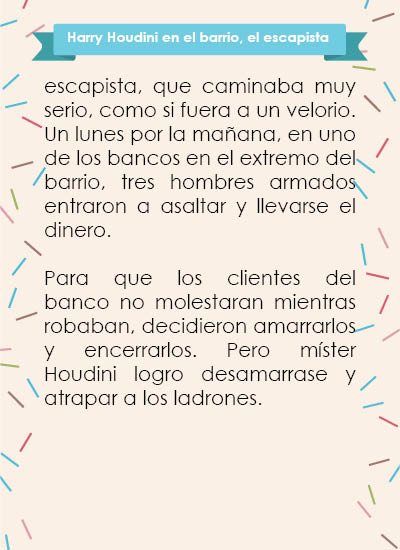 Harry Houdini en el barrio, el escapista
escapista, que caminaba muy
serio, como si fuera a un velorio.
Un lunes por la mañana, en uno
de los bancos en el extremo del
barrio, tres hombres armados
entraron a asaltar y llevarse el
dinero.
Para que los clientes del
banco no molestaran mientras
robaban, decidieron amarrarlos
y encerrarlos. Pero míster
Houdini logro desamarrase y
atrapar a los ladrones.